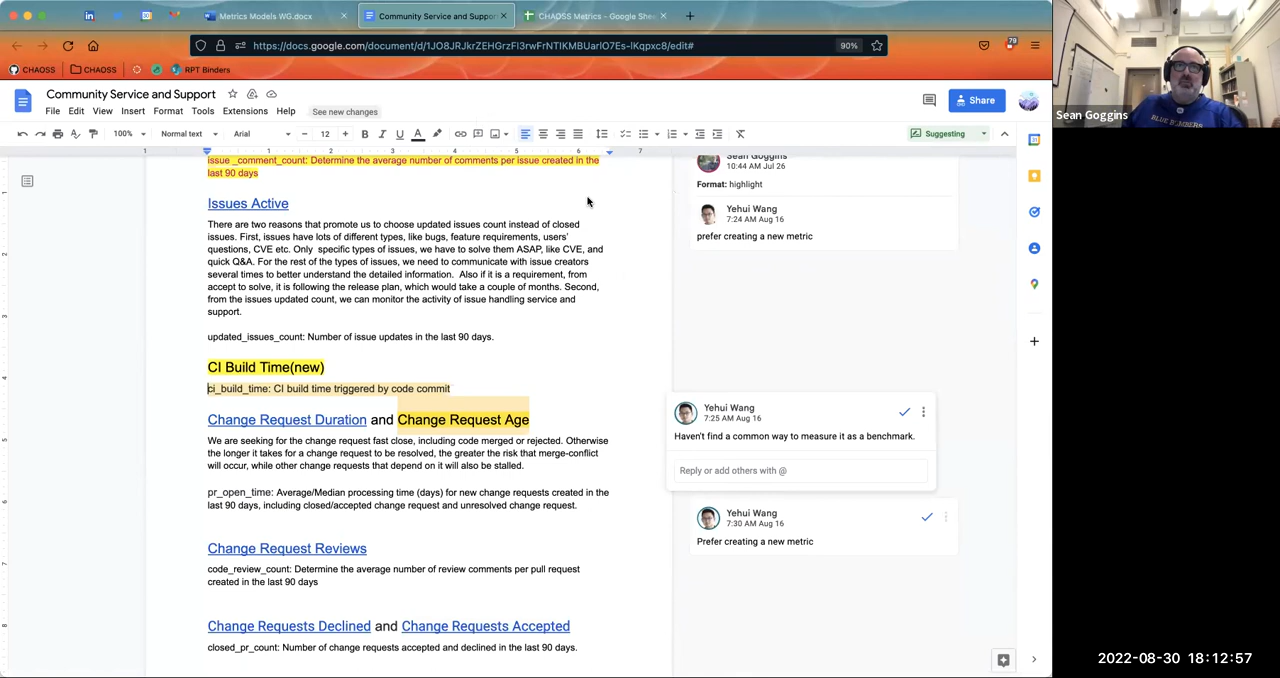 Metrics Models WG.docx
Community Service and Suppor
CHAOSS Metrics - Google She
https://docs.google.com/document/d/1JO8JRJkrZEHGrzFl3rwFrNTlKMBUarlO7Es-lKqpxc8/edit#
90%
79
CHAOSS
CHAOSS
RPT Binders
Community Service and Support
File Edit View Insert Format Tools Extensions Help
See new changes
Share
100%
Normal text
Arial
12
Suggesting
1 1 2 3 4 5 6 7
issue _comment_count: Determine the average number of comments per issue created in the
last 90 days
Issues Active
There are two reasons that promote us to choose updated issues count instead of closed
issues. First, issues have lots of different types, like bugs, feature requirements, users'
questions, CVE etc. Only specific types of issues, we have to solve them ASAP, like CVE, and
quick Q&A. For the rest of the types of issues, we need to communicate with issue creators
several times to better understand the detailed information. Also if it is a requirement, from
accept to solve, it is following the release plan, which would take a couple of months. Second,
from the issues updated count, we can monitor the activity of issue handling service and
support.
updated_issues_count: Number of issue updates in the last 90 days.
CI Build Time(new)
ci_build_time: CI build time triggered by code commit
Change Request Duration and Change Request Age
We are seeking for the change request fast close, including code merged or rejected. Otherwise
the longer it takes for a change request to be resolved, the greater the risk that merge-conflict
will occur, while other change requests that depend on it will also be stalled.
pr_open_time: Average/Median processing time (days) for new change requests created in the
last 90 days, including closed/accepted change request and unresolved change request.
Change Request Reviews
code_review_count: Determine the average number of review comments per pull request
created in the last 90 days
Change Requests Declined and Change Requests Accepted
closed_pr_count: Number of change requests accepted and declined in the last 90 days.
Sean Goggins
10:44 AM Jul 26
Format: highlight
Yehui Wang
7:24 AM Aug 16
prefer creating a new metric
Yehui Wang
7:25 AM Aug 16
Haven't find a common way to measure it as a benchmark.
Reply or add others with @
Yehui Wang
7:30 AM Aug 16
Prefer creating a new metric
Sean Goggins
BLUE BOMBERS
2022-08-30 18:12:57